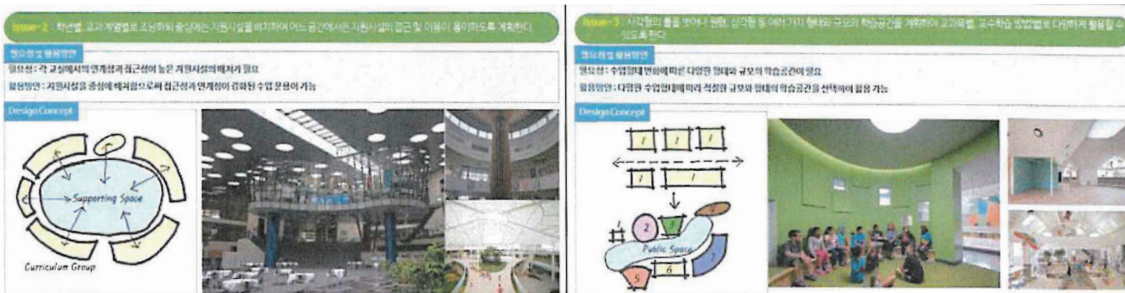 Issue-2 : 학년별, 교과 계열별로 조닝하되 중심에는 지원시설을 배치하여 어느 공간에서든 지원시설의 접근 및 이용이 용이하도록 계획한다.
필요성 및 활용방안
필요성 : 각 교실에서의 연계성과 접근성이 높은 지원시설의 배치가 필요
활용방안 : 지원시설을 중심에 배치함으로써 접근성과 연계성이 강화된 수업 운용이 가능
Design Concept
Supporting Space
Curriculum Group
Issue-3 : 사각형의 틀을 벗어나 원형, 삼각형 등 여러 가지 형태와 규모의 학습공간을 계획하여 교과목별, 교수학습 방법별로 다양하게 활용할 수
있도록 한다.
필요성 및 활용방안
필요성 : 수업형태 변화에 따른 다양한 형태와 규모의 학습공간이 필요
활용방안 : 다양한 수업형태에 따라 적절한 규모와 형태의 학습공간을 선택하여 활용 가능
Design Concept
1 1 1
1 1
2
Public Space
5 6 7